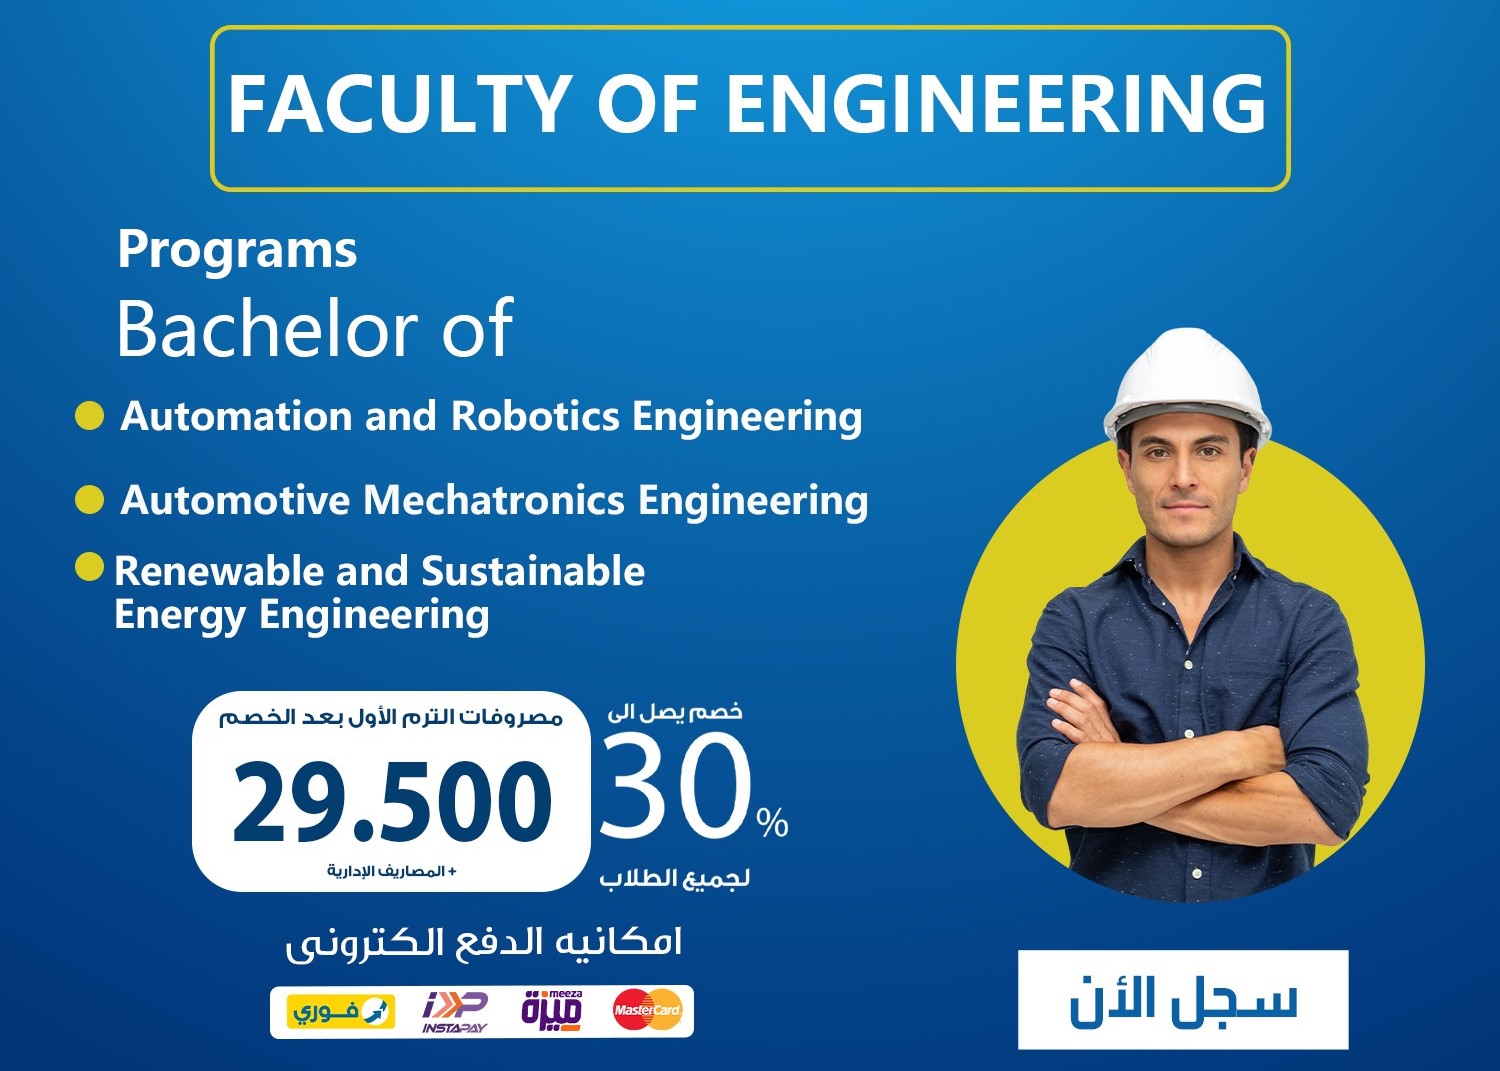 FACULTY OF ENGINEERING
Programs
Bachelor of
Automation and Robotics Engineering
Automotive Mechatronics Engineering
Renewable and Sustainable
Energy Engineering
مصروفات الترم الأول بعد الخصم
29.500
+ المصاريف الإدارية
خصم يصل الى
30%
لجميع الطلاب
امكانيه الدفع الكترونى
فوري
INSTAPAY
meeza
ميزة
MasterCard
سجل الأن